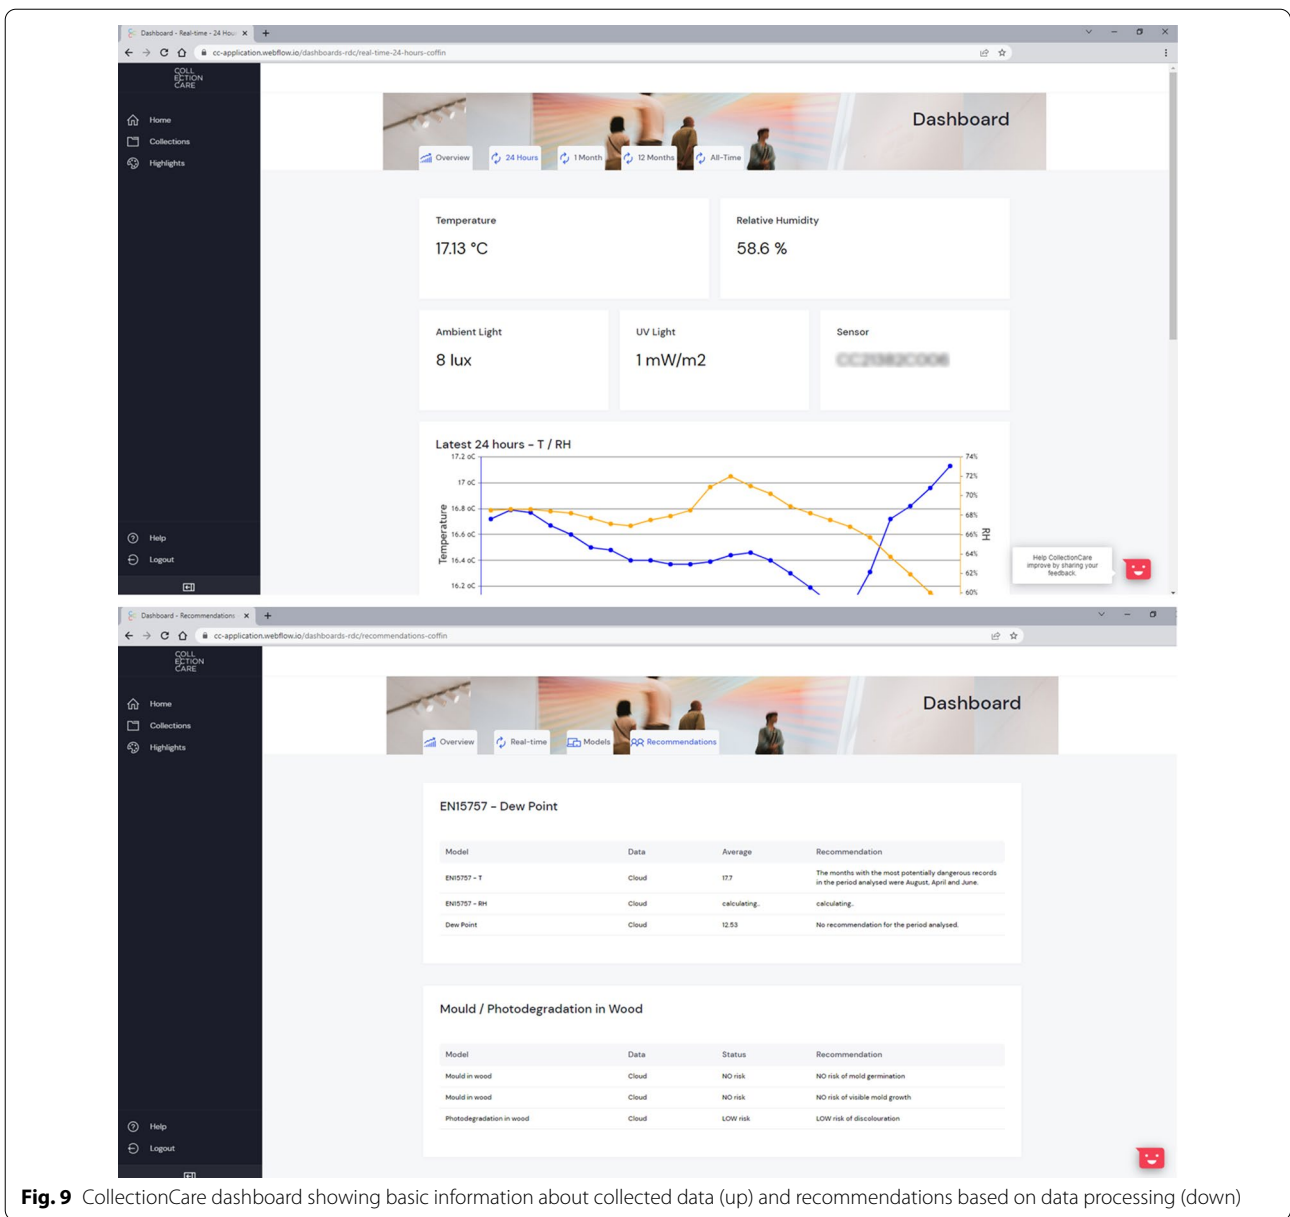 Dashboard - Real-time - 24 Hou
cc-application.webflow.io/dashboards-rdc/real-time-24-hours-coffin
COLL
ECTION
CARE
Home
Collections
Highlights
Dashboard
Overview
24 Hours
1 Month
12 Months
All-Time
Temperature
17.13 °C
Relative Humidity
58.6 %
Ambient Light
8 lux
UV Light
1 mW/m2
Sensor
Latest 24 hours - T / RH
17.2 oC
17 oC
16.8 oC
16.6 oC
16.4 oC
16.2 oC
Temperature
74%
72%
70%
68%
66%
64%
62%
60%
RH
Help
Logout
Help CollectionCare
improve by sharing your
feedback.
Dashboard - Recommendations
cc-application.webflow.io/dashboards-rdc/recommendations-coffin
COLL
ECTION
CARE
Home
Collections
Highlights
Dashboard
Overview
Real-time
Models
Recommendations
EN15757 - Dew Point
Model Data Average Recommendation
EN15757 - T Cloud 17.7 The months with the most potentially dangerous records
in the period analysed were August, April and June.
EN15757 - RH Cloud calculating.. calculating..
Dew Point Cloud 12.53 No recommendation for the period analysed.
Mould / Photodegradation in Wood
Model Data Status Recommendation
Mould in wood Cloud NO risk NO risk of mold germination
Mould in wood Cloud NO risk NO risk of visible mold growth
Photodegradation in wood Cloud LOW risk LOW risk of discolouration
Help
Logout
Fig. 9 CollectionCare dashboard showing basic information about collected data (up) and recommendations based on data processing (down)